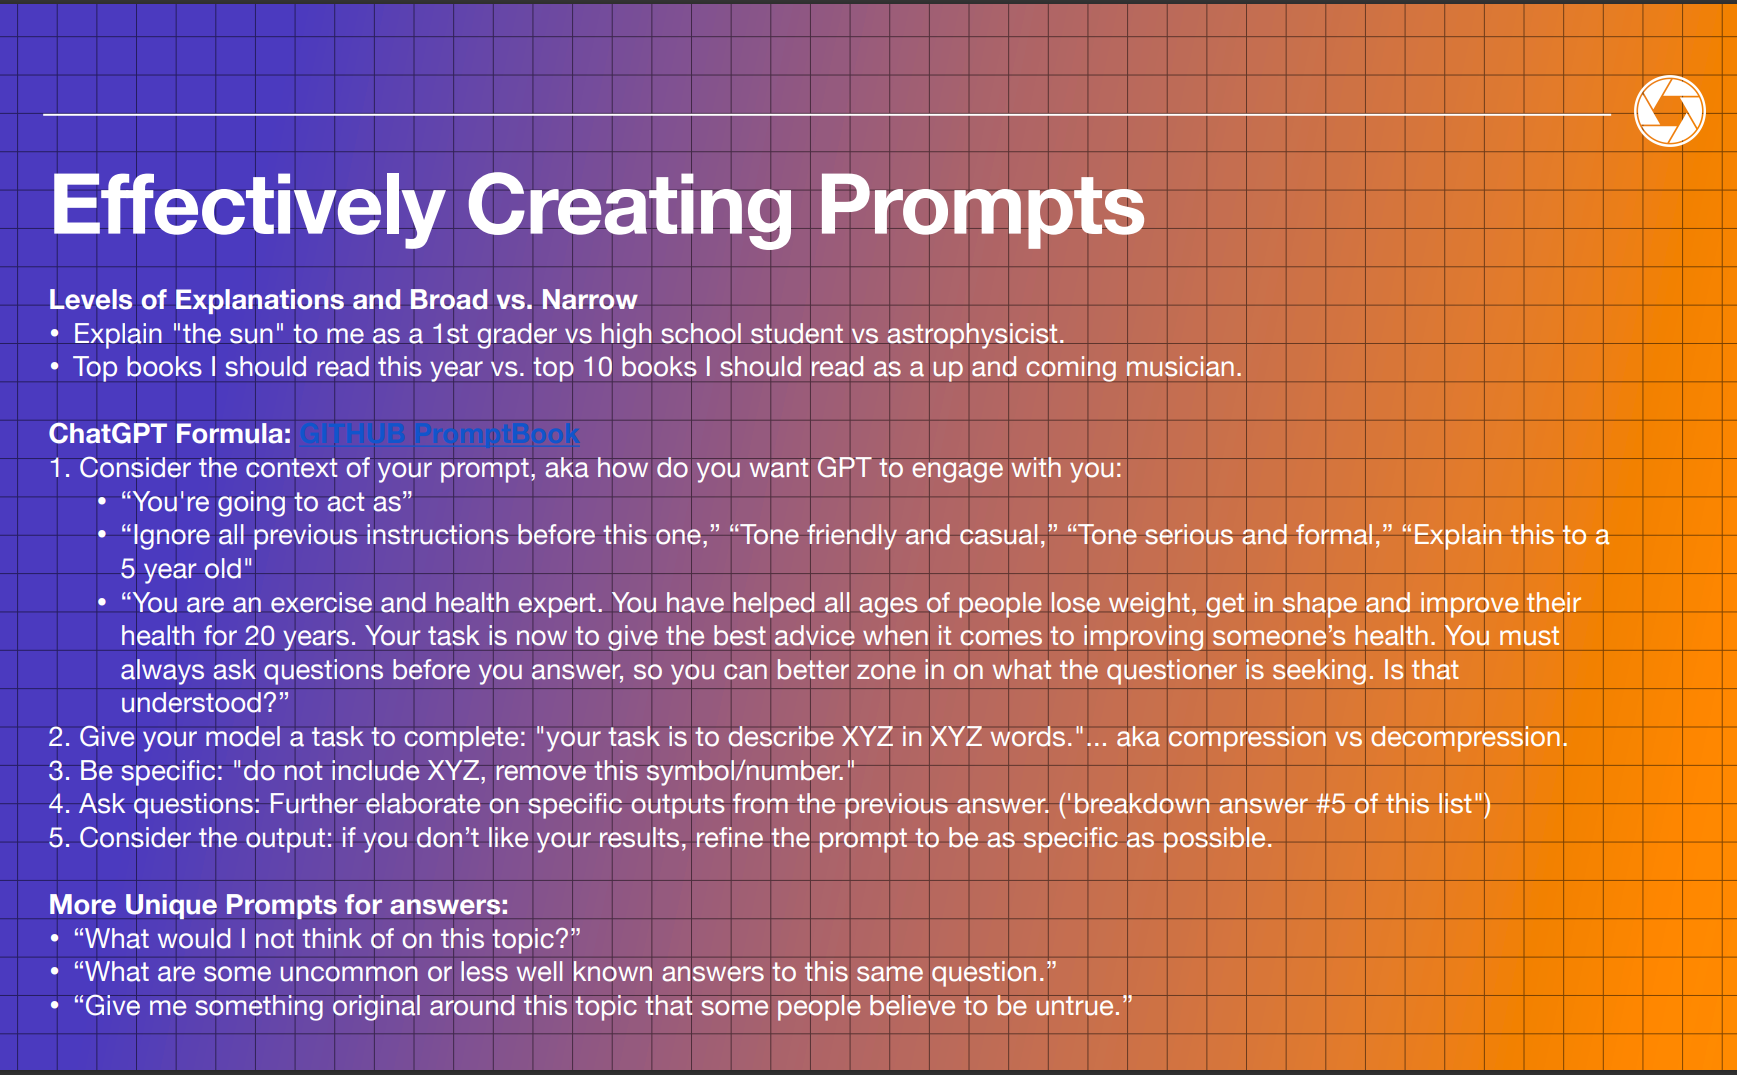 Effectively Creating Prompts
Levels of Explanations and Broad vs. Narrow
• Explain "the sun" to me as a 1st grader vs high school student vs astrophysicist.
• Top books I should read this year vs. top 10 books I should read as a up and coming musician.
ChatGPT Formula: GITHUB PromptBook
1. Consider the context of your prompt, aka how do you want GPT to engage with you:
• “You're going to act as”
• “Ignore all previous instructions before this one,” “Tone friendly and casual,” “Tone serious and formal,” “Explain this to a
5 year old"
• “You are an exercise and health expert. You have helped all ages of people lose weight, get in shape and improve their
health for 20 years. Your task is now to give the best advice when it comes to improving someone’s health. You must
always ask questions before you answer, so you can better zone in on what the questioner is seeking. Is that
understood?”
2. Give your model a task to complete: "your task is to describe XYZ in XYZ words."... aka compression vs decompression.
3. Be specific: "do not include XYZ, remove this symbol/number."
4. Ask questions: Further elaborate on specific outputs from the previous answer. ('breakdown answer #5 of this list")
5. Consider the output: if you don’t like your results, refine the prompt to be as specific as possible.
More Unique Prompts for answers:
• “What would I not think of on this topic?”
• “What are some uncommon or less well known answers to this same question.”
• “Give me something original around this topic that some people believe to be untrue.”